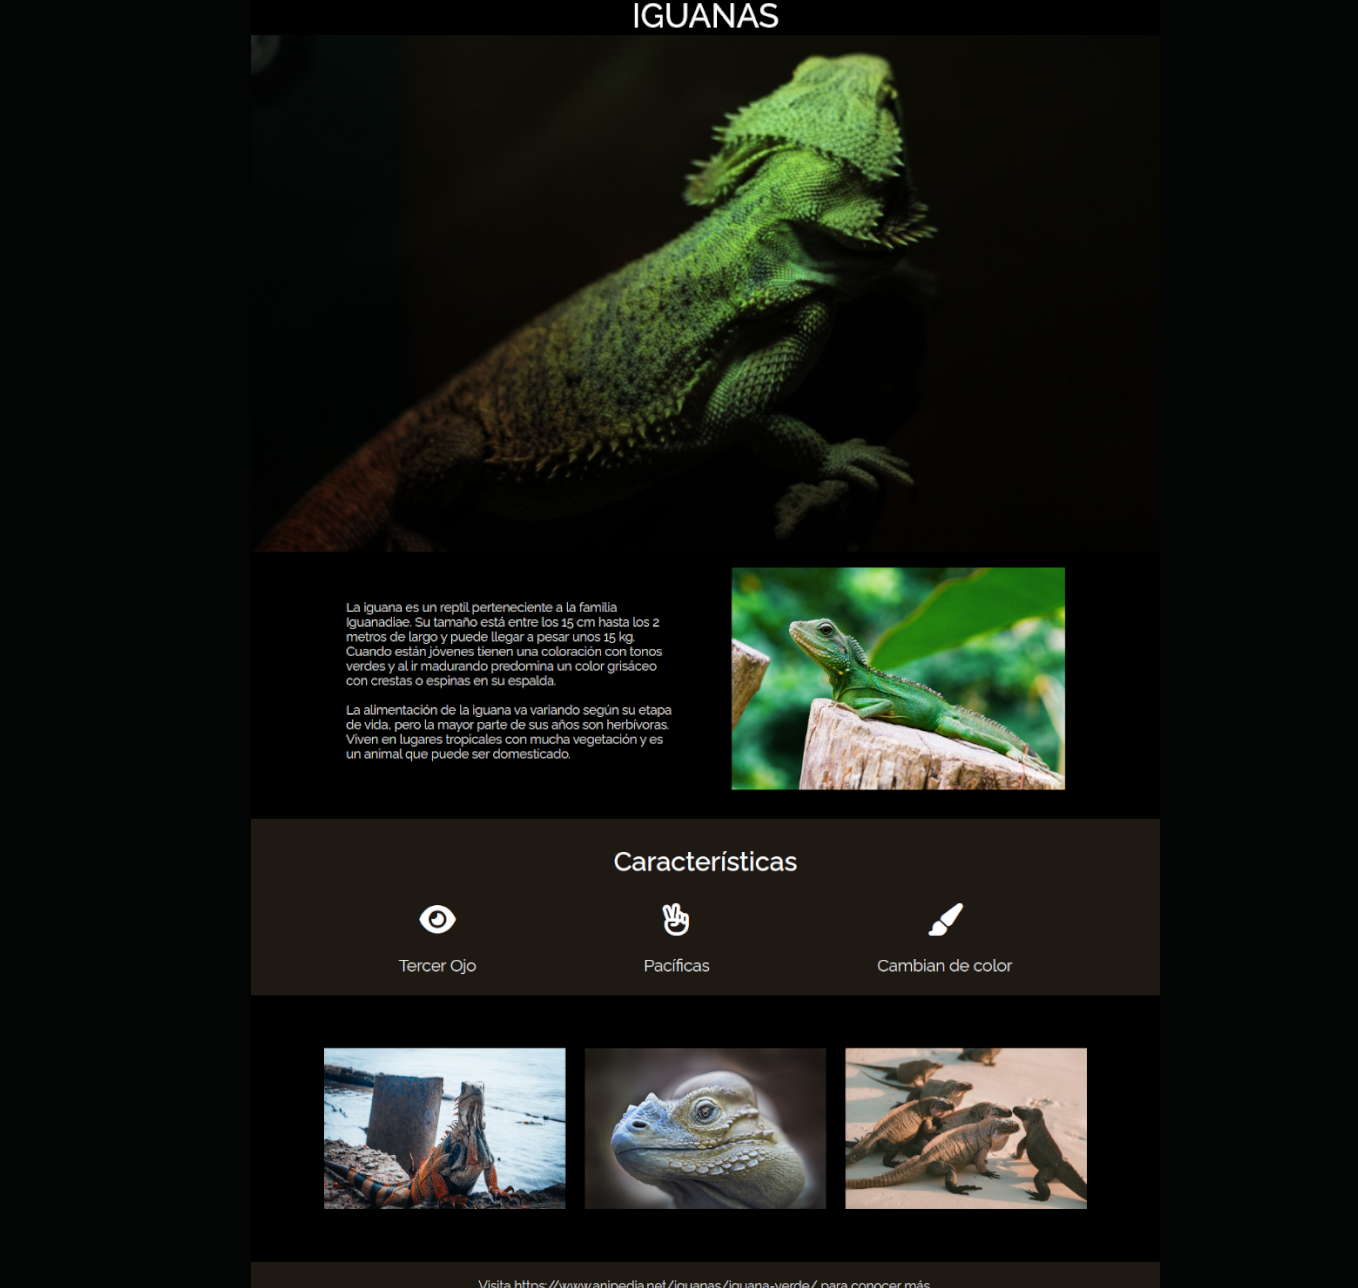 IGUANAS
La iguana es un reptil perteneciente a la familia
Iguanadiae. Su tamaño está entre los 15 cm hasta los 2
metros de largo y puede llegar a pesar unos 15 kg.
Cuando están jóvenes tienen una coloración con tonos
verdes y al ir madurando predomina un color grisáceo
con crestas o espinas en su espalda.
La alimentación de la iguana va variando según su etapa
de vida, pero la mayor parte de sus años son herbívoras.
Viven en lugares tropicales con mucha vegetación y es
un animal que puede ser domesticado.
Características
Tercer Ojo
Pacíficas
Cambian de color
Visita https://www.anipedia.net/iguanas/iguana-verde/ para conocer más